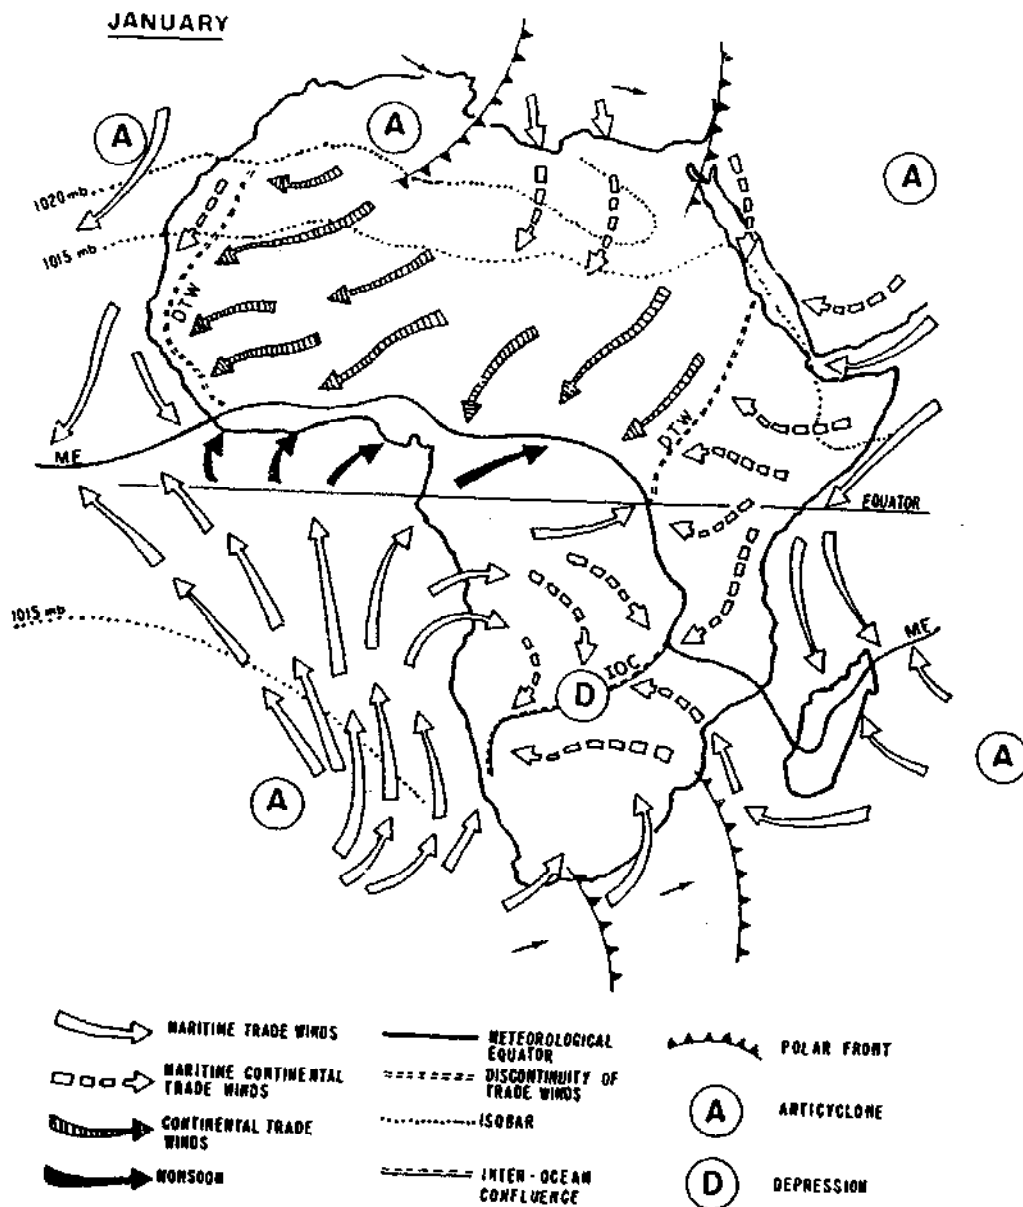 JANUARY
A
A
A
1020 mb
1015 mb
DTW
DTW
ME
EQUATOR
1015 mb
ME
IOC
D
A
A
MARITIME TRADE WINDS
METEOROLOGICAL
EQUATOR
POLAR FRONT
MARITIME CONTINENTAL
TRADE WINDS
DISCONTINUITY OF
TRADE WINDS
CONTINENTAL TRADE
WINDS
ISOBAR
A
ANTICYCLONE
MONSOON
INTER-OCEAN
CONFLUENCE
D
DEPRESSION